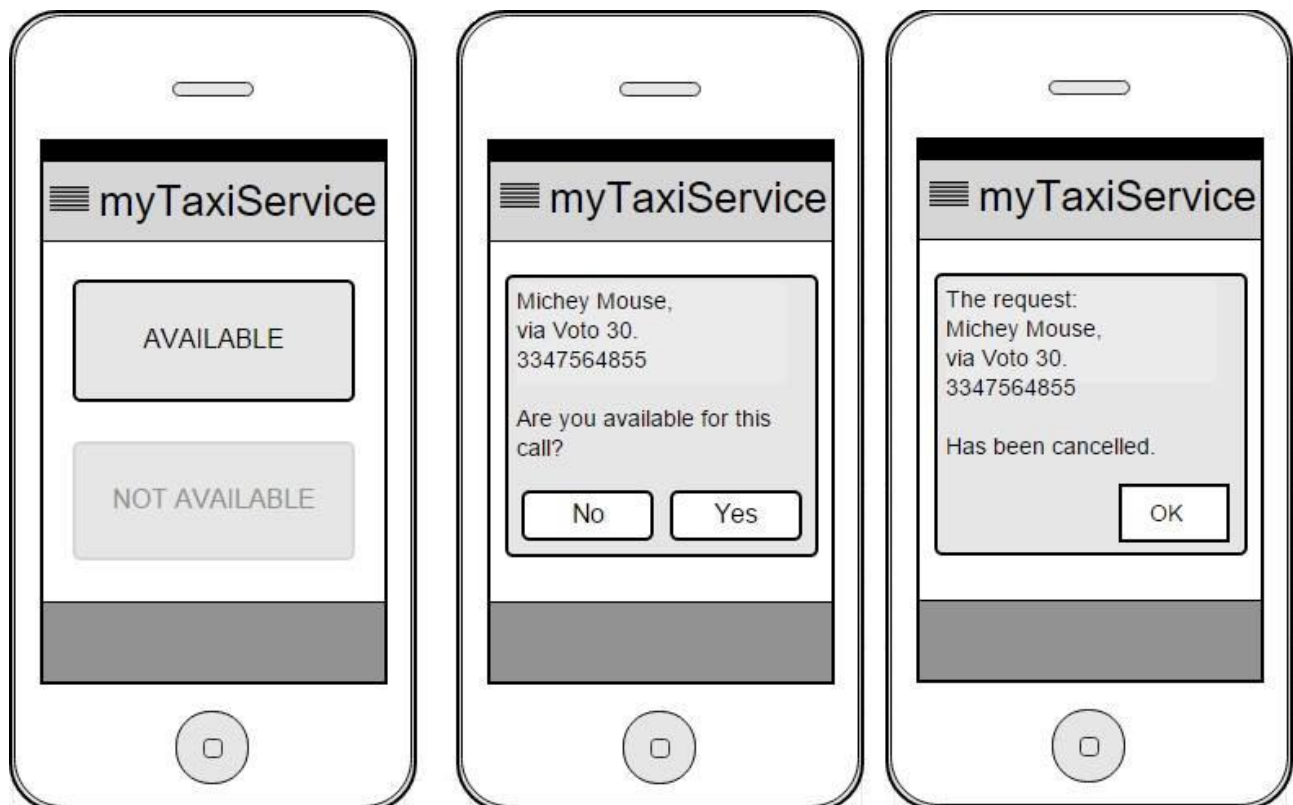 myTaxiService
AVAILABLE
NOT AVAILABLE
myTaxiService
Michey Mouse,
via Voto 30.
3347564855
Are you available for this
call?
No
Yes
myTaxiService
The request:
Michey Mouse,
via Voto 30.
3347564855
Has been cancelled.
OK